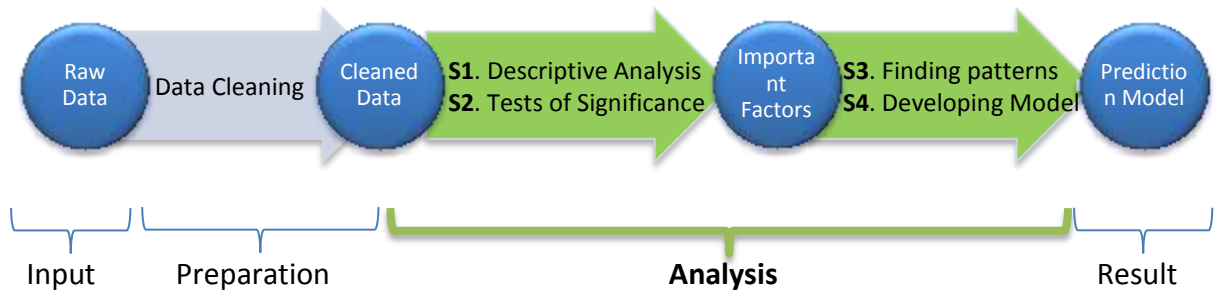 Raw
Data
Data Cleaning
Cleaned
Data
S1. Descriptive Analysis
S2. Tests of Significance
Importa
nt
Factors
S3. Finding patterns
S4. Developing Model
Predictio
n Model
Input
Preparation
Analysis
Result